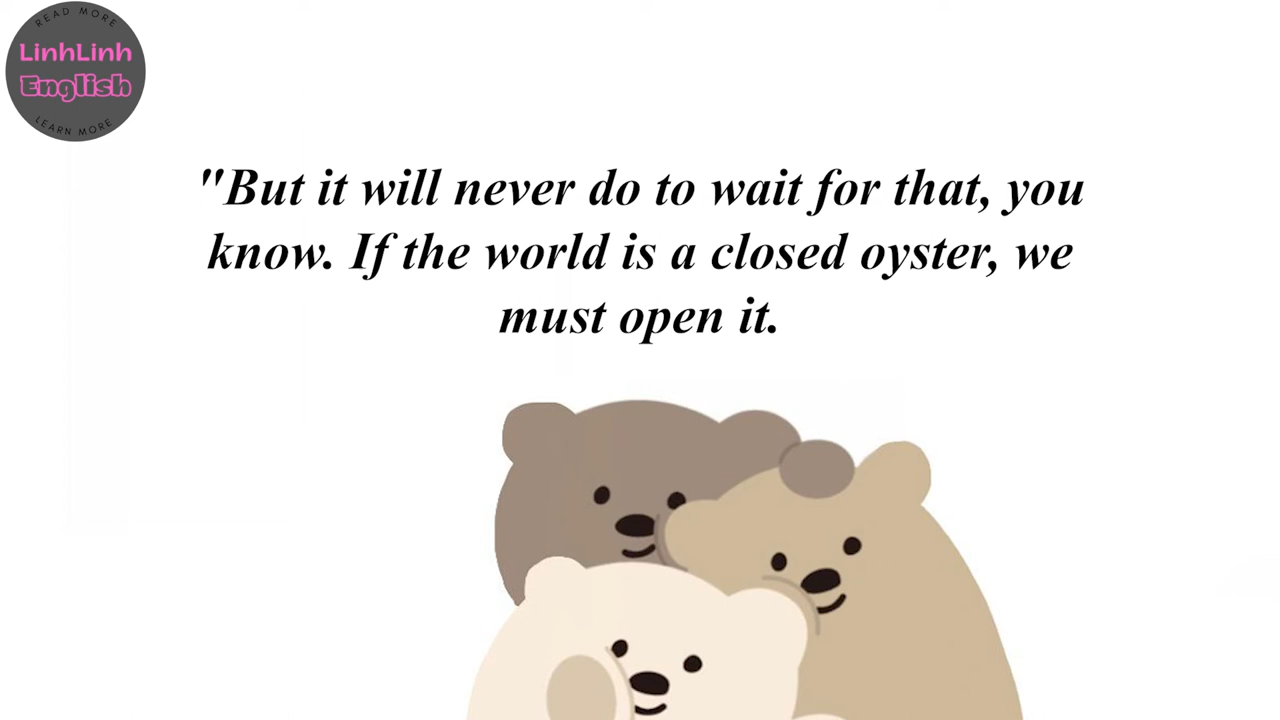 READ MORE
LinhLinh
English
LEARN MORE
"But it will never do to wait for that, you
know. If the world is a closed oyster, we
must open it.